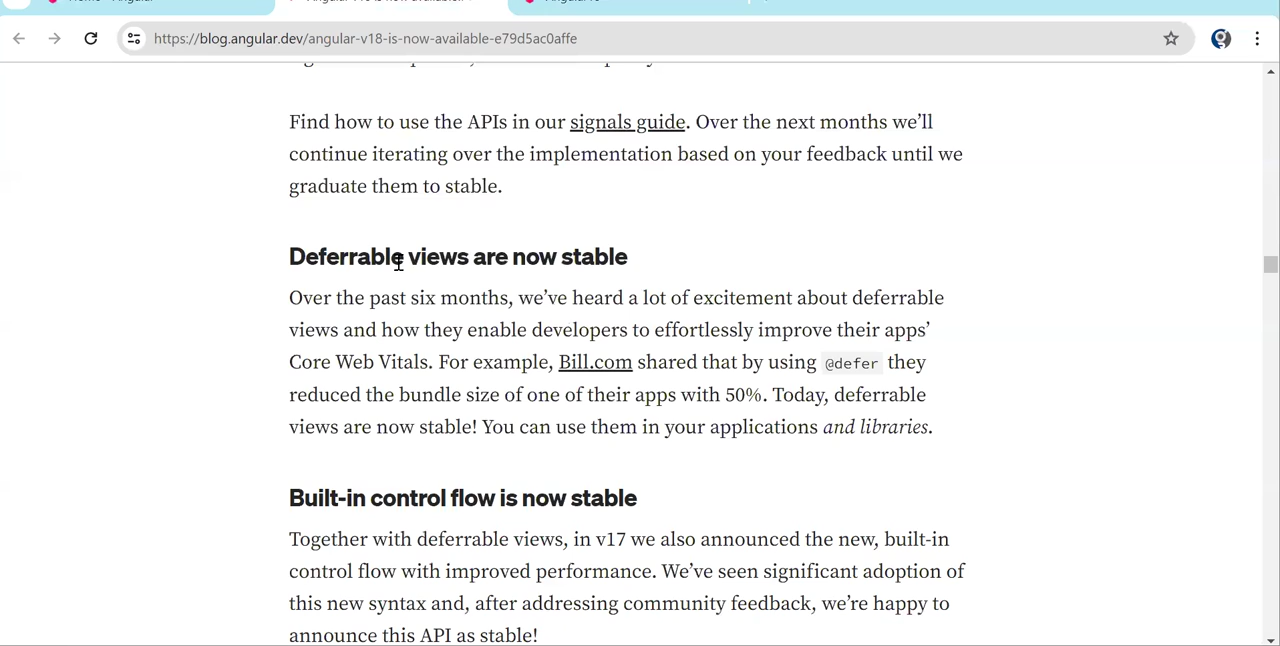 https://blog.angular.dev/angular-v18-is-now-available-e79d5ac0affe
Find how to use the APIs in our signals guide. Over the next months we’ll
continue iterating over the implementation based on your feedback until we
graduate them to stable.
Deferrable views are now stable
Over the past six months, we’ve heard a lot of excitement about deferrable
views and how they enable developers to effortlessly improve their apps’
Core Web Vitals. For example, Bill.com shared that by using @defer they
reduced the bundle size of one of their apps with 50%. Today, deferrable
views are now stable! You can use them in your applications and libraries.
Built-in control flow is now stable
Together with deferrable views, in v17 we also announced the new, built-in
control flow with improved performance. We’ve seen significant adoption of
this new syntax and, after addressing community feedback, we’re happy to
announce this API as stable!